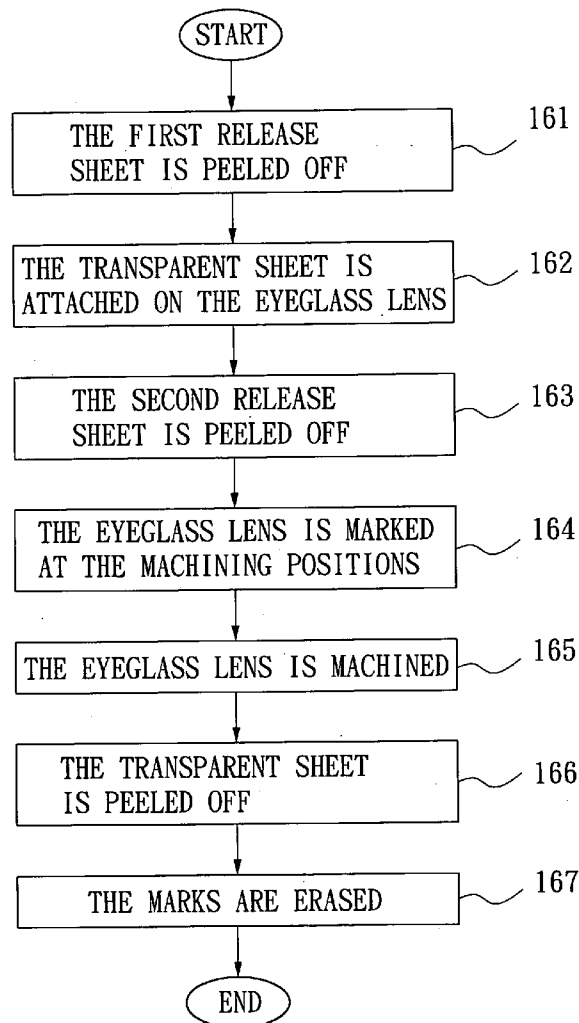 START
THE FIRST RELEASE
SHEET IS PEELED OFF
161
THE TRANSPARENT SHEET IS
ATTACHED ON THE EYEGLASS LENS
162
THE SECOND RELEASE
SHEET IS PEELED OFF
163
THE EYEGLASS LENS IS MARKED
AT THE MACHINING POSITIONS
164
THE EYEGLASS LENS IS MACHINED
165
THE TRANSPARENT SHEET
IS PEELED OFF
166
THE MARKS ARE ERASED
167
END